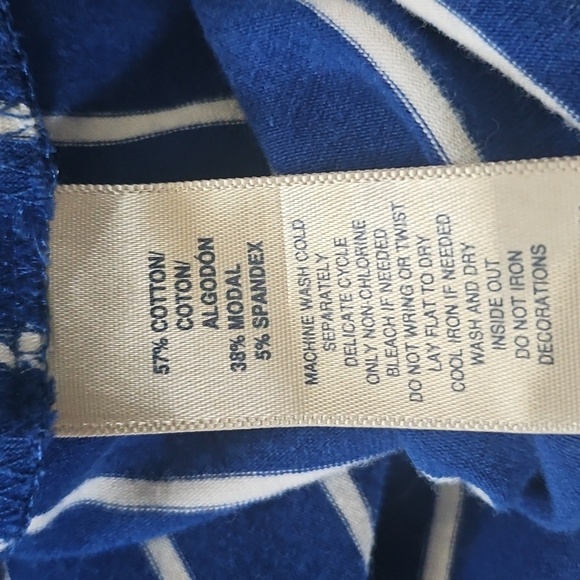 57% COTTON/
COTON/
ALGODÓN
38% MODAL
5% SPANDEX
MACHINE WASH COLD
SEPARATELY
DELICATE CYCLE
ONLY NON-CHLORINE
BLEACH IF NEEDED
DO NOT WRING OR TWIST
LAY FLAT TO DRY
COOL IRON IF NEEDED
WASH AND DRY
INSIDE OUT
DO NOT IRON
DECORATIONS